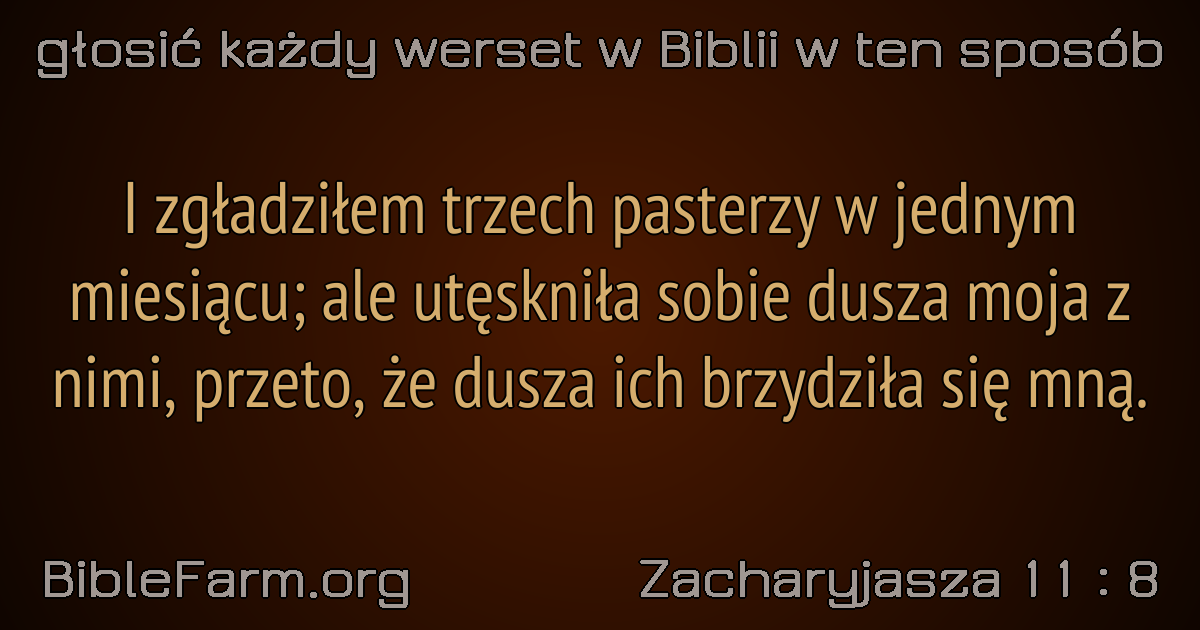 głosić każdy werset w Biblii w ten sposób
I zgładziłem trzech pasterzy w jednym
miesiącu; ale utęskniła sobie dusza moja z
nimi, przeto, że dusza ich brzydziła się mną.
BibleFarm.org
Zacharyjasza 11 : 8